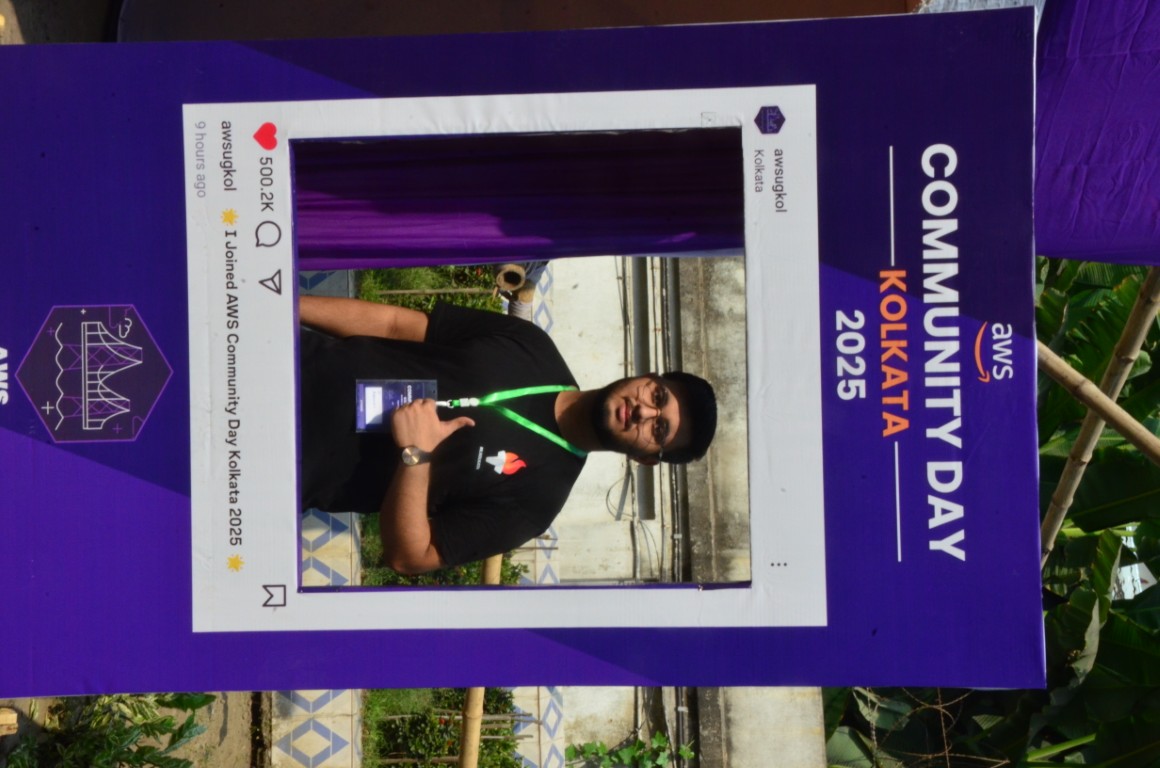 aws
COMMUNITY DAY
KOLKATA
2025
awsugkol
Kolkata
500.2K
awsugkol 🌟 I Joined AWS Community Day Kolkata 2025 🌟
9 hours ago
AWS